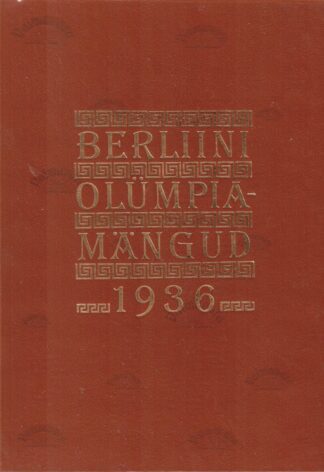 BERLIINI
OLÜMPIA-
MÄNGUD
1936